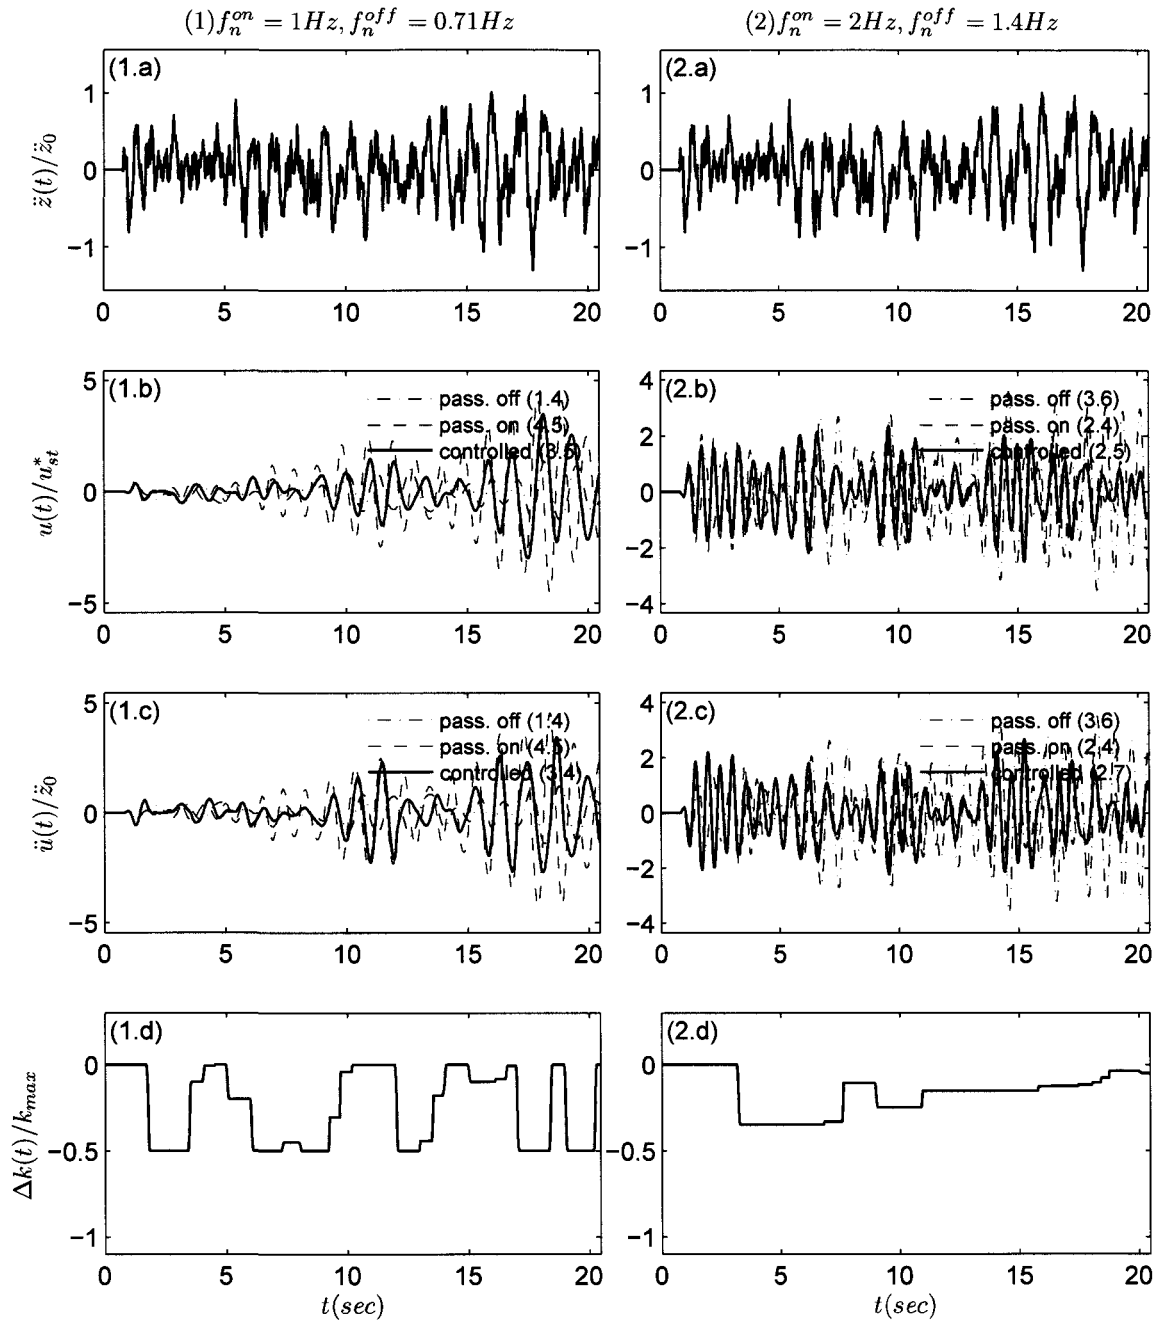 (1) f_n^{on} = 1Hz, f_n^{off} = 0.71Hz
(2) f_n^{on} = 2Hz, f_n^{off} = 1.4Hz
(1.a)
z̈(t)/z̈_0
1
0
−1
0 5 10 15 20
(2.a)
1
0
−1
0 5 10 15 20
(1.b)
u(t)/u*_{st}
5
0
−5
pass. off (1.4)
pass. on (4.5)
controlled (3.5)
0 5 10 15 20
(2.b)
4
2
0
−2
−4
pass. off (3.6)
pass. on (2.4)
controlled (2.5)
0 5 10 15 20
(1.c)
ü(t)/z̈_0
5
0
−5
pass. off (1.4)
pass. on (4.5)
controlled (3.4)
0 5 10 15 20
(2.c)
4
2
0
−2
−4
pass. off (3.6)
pass. on (2.4)
controlled (2.7)
0 5 10 15 20
(1.d)
Δk(t)/k_{max}
0
−0.5
−1
0 5 10 15 20
t(sec)
(2.d)
0
−0.5
−1
0 5 10 15 20
t(sec)